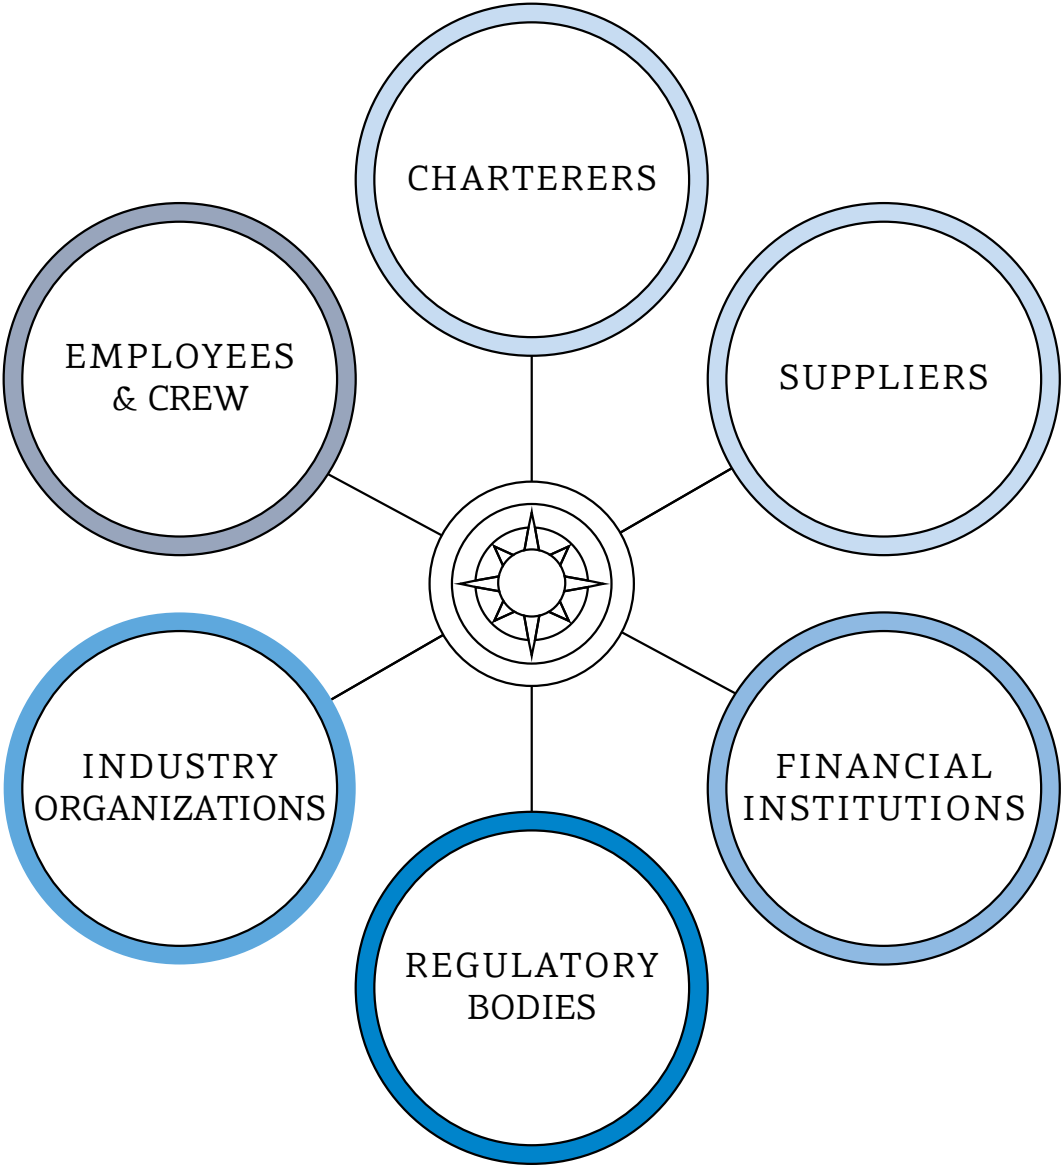 CHARTERERS
EMPLOYEES
& CREW
SUPPLIERS
INDUSTRY
ORGANIZATIONS
FINANCIAL
INSTITUTIONS
REGULATORY
BODIES